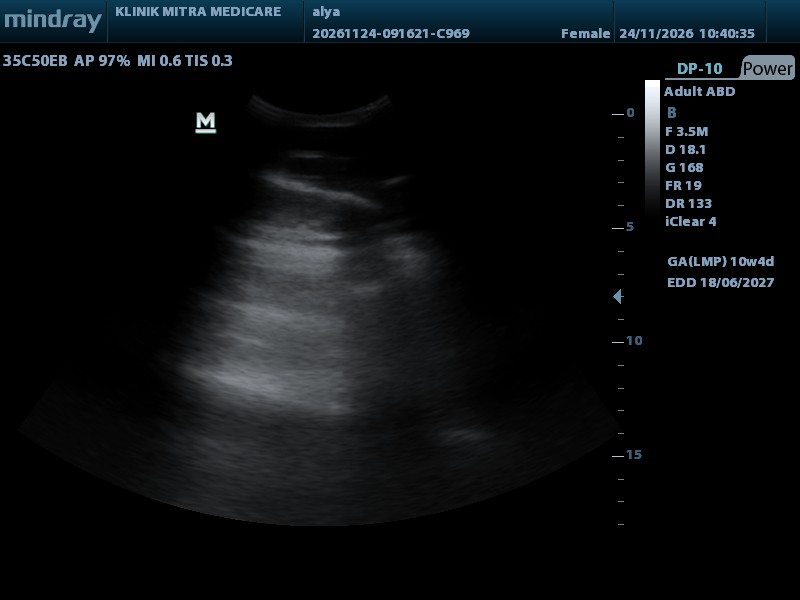 mindray
KLINIK MITRA MEDICARE
alya
20261124-091621-C969
Female
24/11/2026 10:40:35
35C50EB AP 97% MI 0.6 TIS 0.3
DP-10
Power
M
Adult ABD
B
F 3.5M
D 18.1
G 168
FR 19
DR 133
iClear 4
GA(LMP) 10w4d
EDD 18/06/2027
0
5
10
15